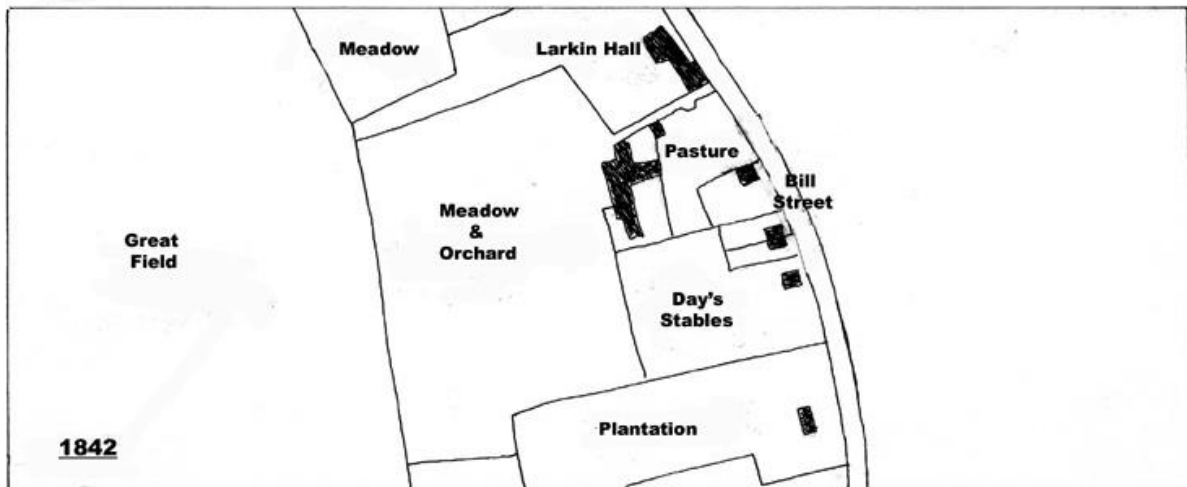 Meadow
Larkin Hall
Pasture
Bill
Street
Meadow
&
Orchard
Great
Field
Day's
Stables
Plantation
1842